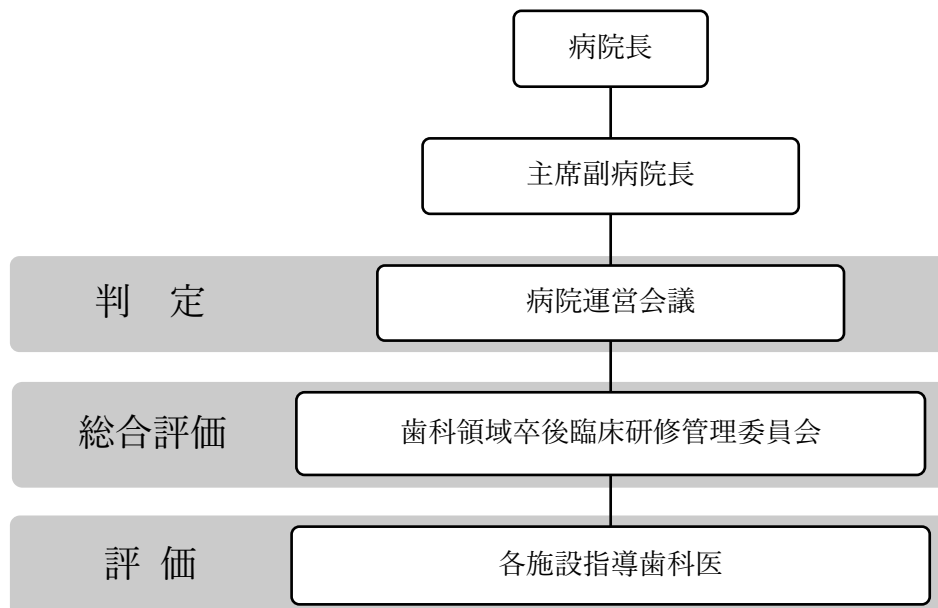 病院長
主席副病院長
判　定
病院運営会議
総合評価
歯科領域卒後臨床研修管理委員会
評 価
各施設指導歯科医